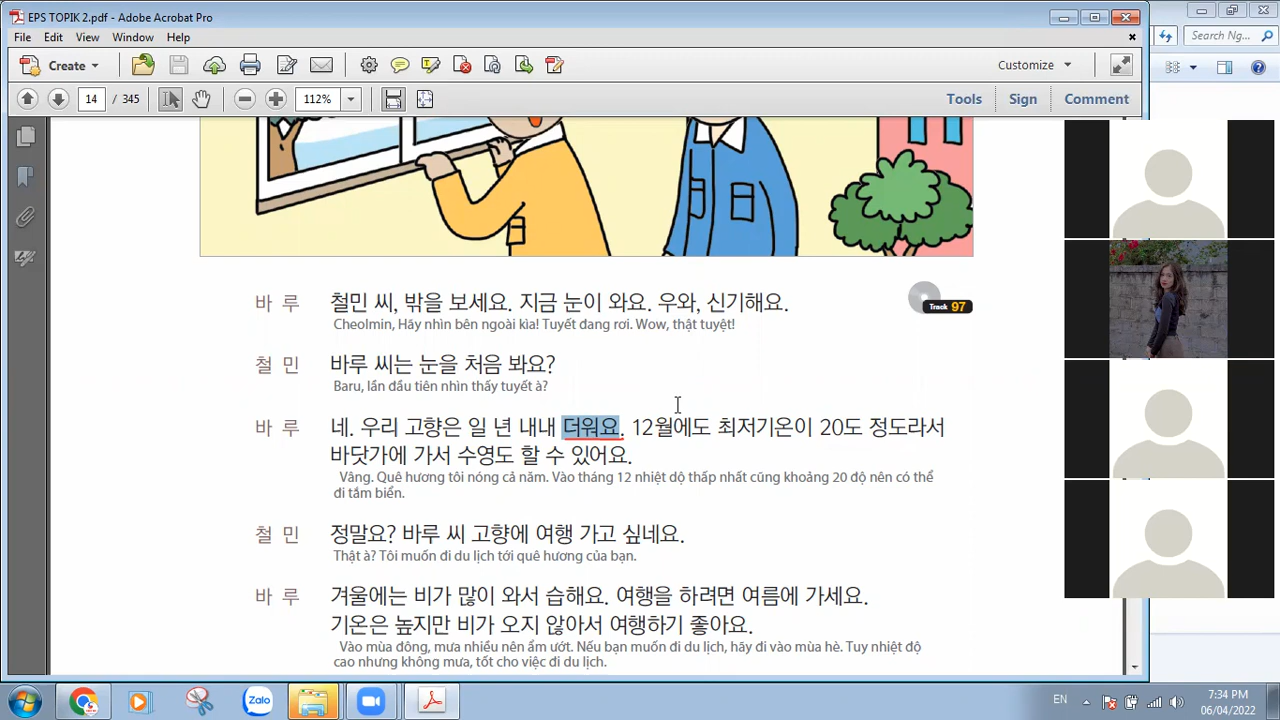 EPS TOPIK 2.pdf - Adobe Acrobat Pro
File Edit View Window Help
Search Ng...
Create
Customize
14 / 345
112%
Tools Sign Comment
바 루 철민 씨, 밖을 보세요. 지금 눈이 와요. 우와, 신기해요.
Track 97
Cheolmin, Hãy nhìn bên ngoài kìa! Tuyết đang rơi. Wow, thật tuyệt!
철 민 바루 씨는 눈을 처음 봐요?
Baru, lần đầu tiên nhìn thấy tuyết à?
바 루 네. 우리 고향은 일 년 내내 더워요. 12월에도 최저기온이 20도 정도라서
바닷가에 가서 수영도 할 수 있어요.
Vâng. Quê hương tôi nóng cả năm. Vào tháng 12 nhiệt dộ thấp nhất cũng khoảng 20 độ nên có thể
đi tắm biển.
철 민 정말요? 바루 씨 고향에 여행 가고 싶네요.
Thật à? Tôi muốn đi du lịch tới quê hương của bạn.
바 루 겨울에는 비가 많이 와서 습해요. 여행을 하려면 여름에 가세요.
기온은 높지만 비가 오지 않아서 여행하기 좋아요.
Vào mùa đông, mưa nhiều nên ẩm ướt. Nếu bạn muốn đi du lịch, hãy đi vào mùa hè. Tuy nhiệt độ
cao nhưng không mưa, tốt cho việc đi du lịch.
Zalo
EN
7:34 PM
06/04/2022